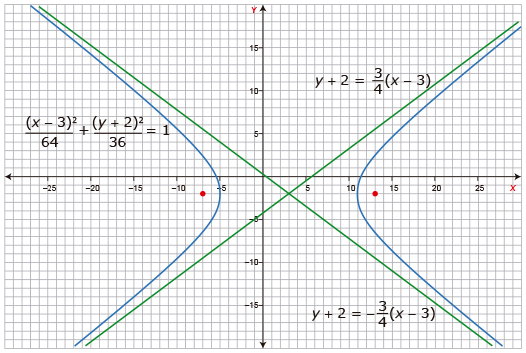 Y
15
y + 2 = 3/4(x − 3)
10
(x − 3)²/64 + (y + 2)²/36 = 1
5
−25 −20 −15 −10 −5 5 10 15 20 25 X
−5
−10
−15
y + 2 = −3/4(x − 3)